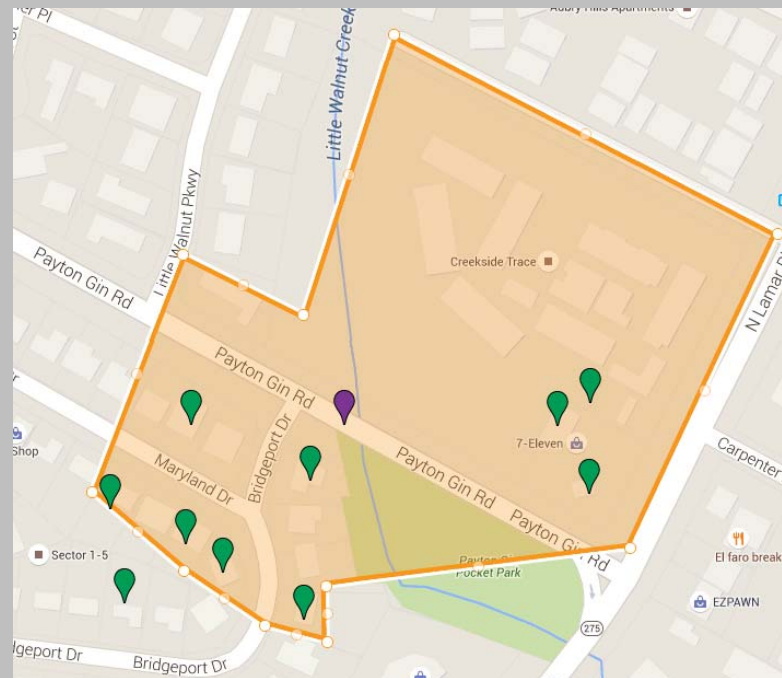 Aubry Hills Apartments
Little Walnut Creek
Little Walnut Pkwy
Payton Gin Rd
Creekside Trace
N Lamar
Payton Gin Rd
Bridgeport Dr
7-Eleven
Shop
Maryland Dr
Payton Gin Rd
Payton Gin Rd
Carpenter
Sector 1-5
Pocket Park
El faro break
EZPAWN
275
Bridgeport Dr